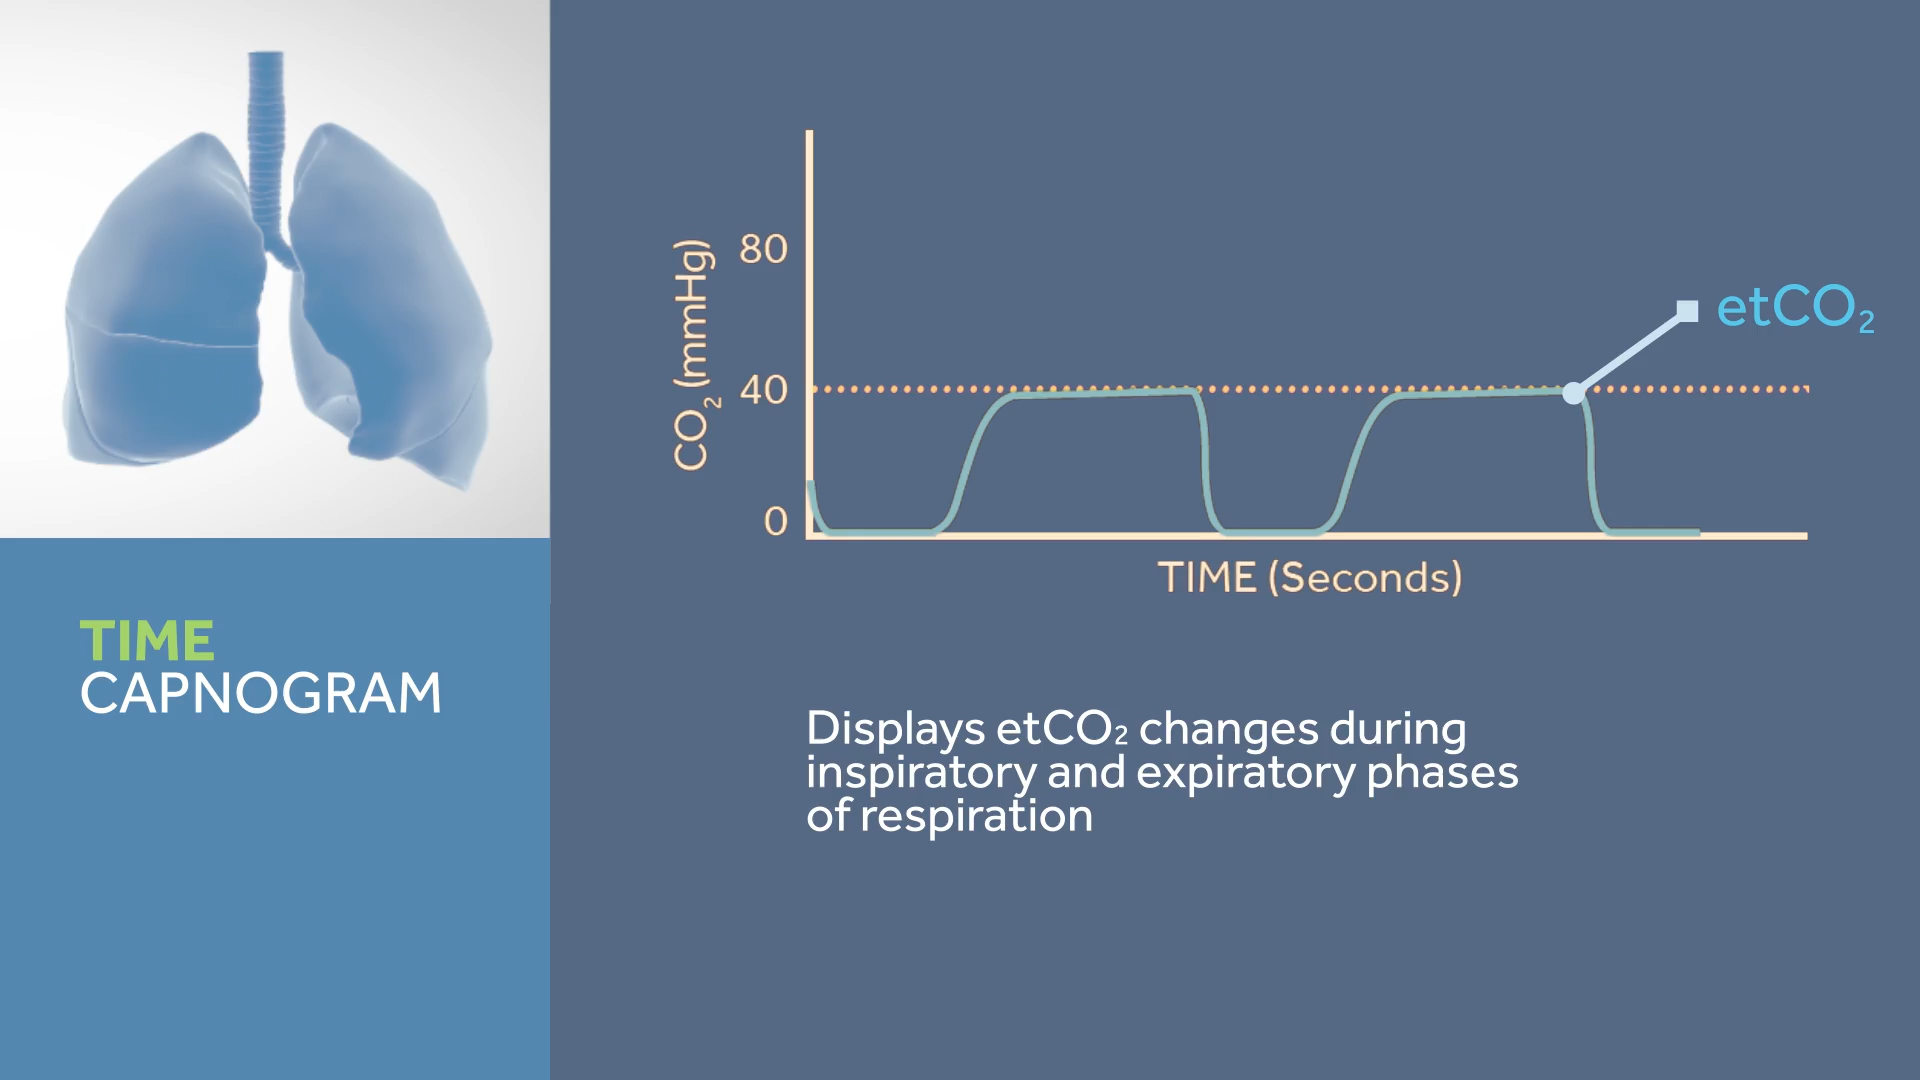 TIME
CAPNOGRAM
CO₂ (mmHg)
80
40
0
etCO₂
TIME (Seconds)
Displays etCO₂ changes during
inspiratory and expiratory phases
of respiration